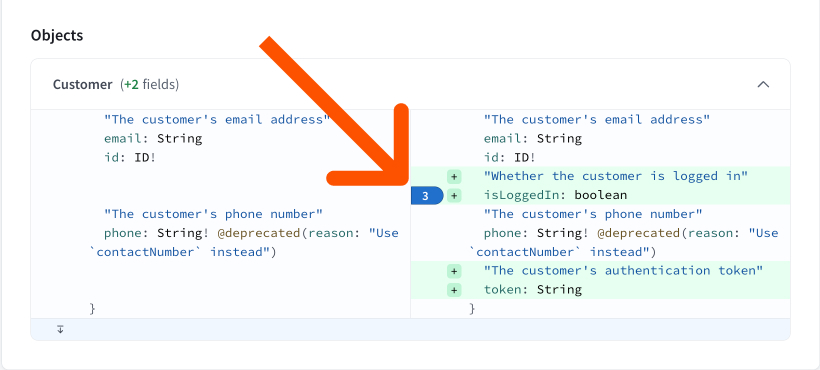 Objects
Customer (+2 fields)
"The customer's email address"
email: String
id: ID!
"The customer's phone number"
phone: String! @deprecated(reason: "Use
`contactNumber` instead")
}
"The customer's email address"
email: String
id: ID!
+ "Whether the customer is logged in"
3 + isLoggedIn: boolean
"The customer's phone number"
phone: String! @deprecated(reason: "Use
`contactNumber` instead")
+ "The customer's authentication token"
+ token: String
}